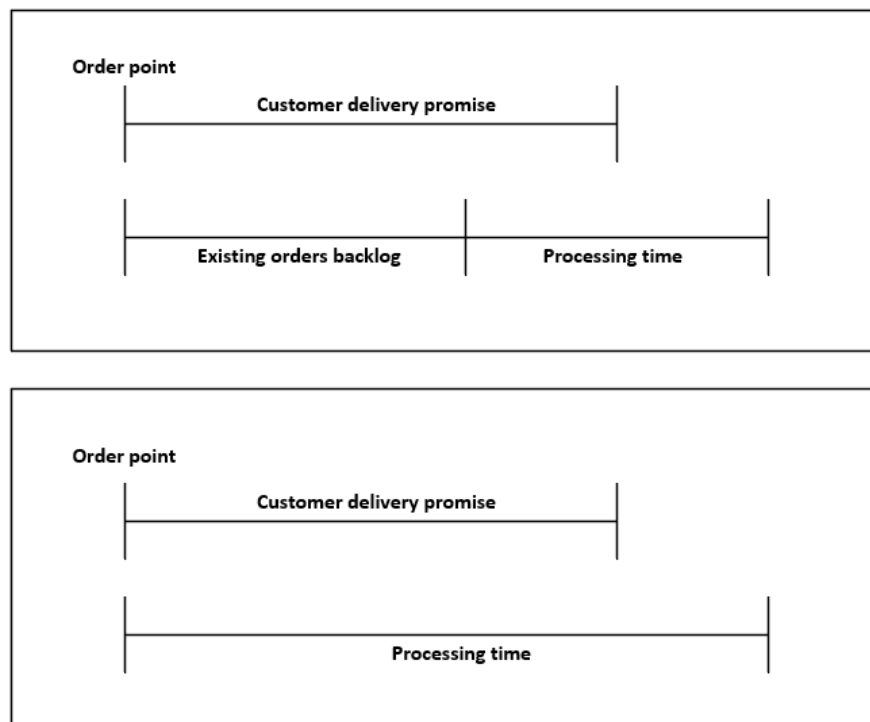 Order point
Customer delivery promise
Existing orders backlog
Processing time
Order point
Customer delivery promise
Processing time